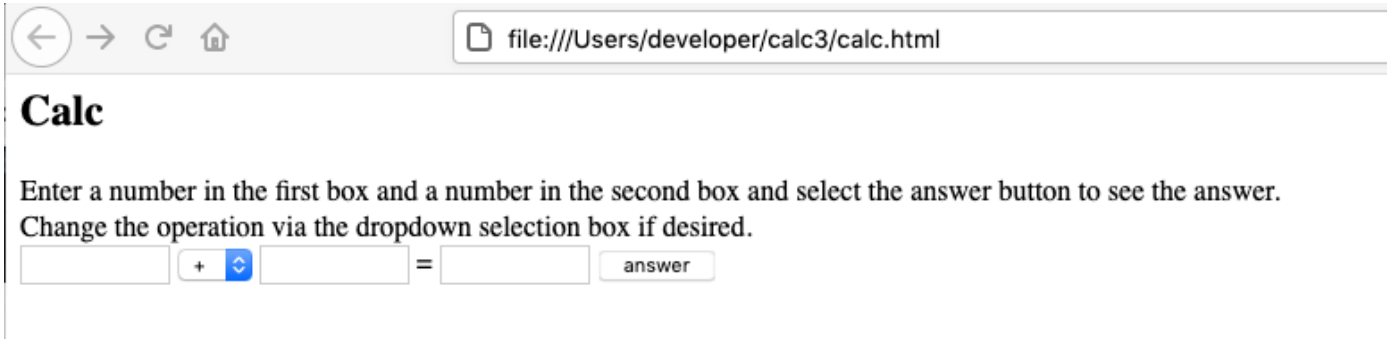 file:///Users/developer/calc3/calc.html
Calc
Enter a number in the first box and a number in the second box and select the answer button to see the answer.
Change the operation via the dropdown selection box if desired.
+ = answer